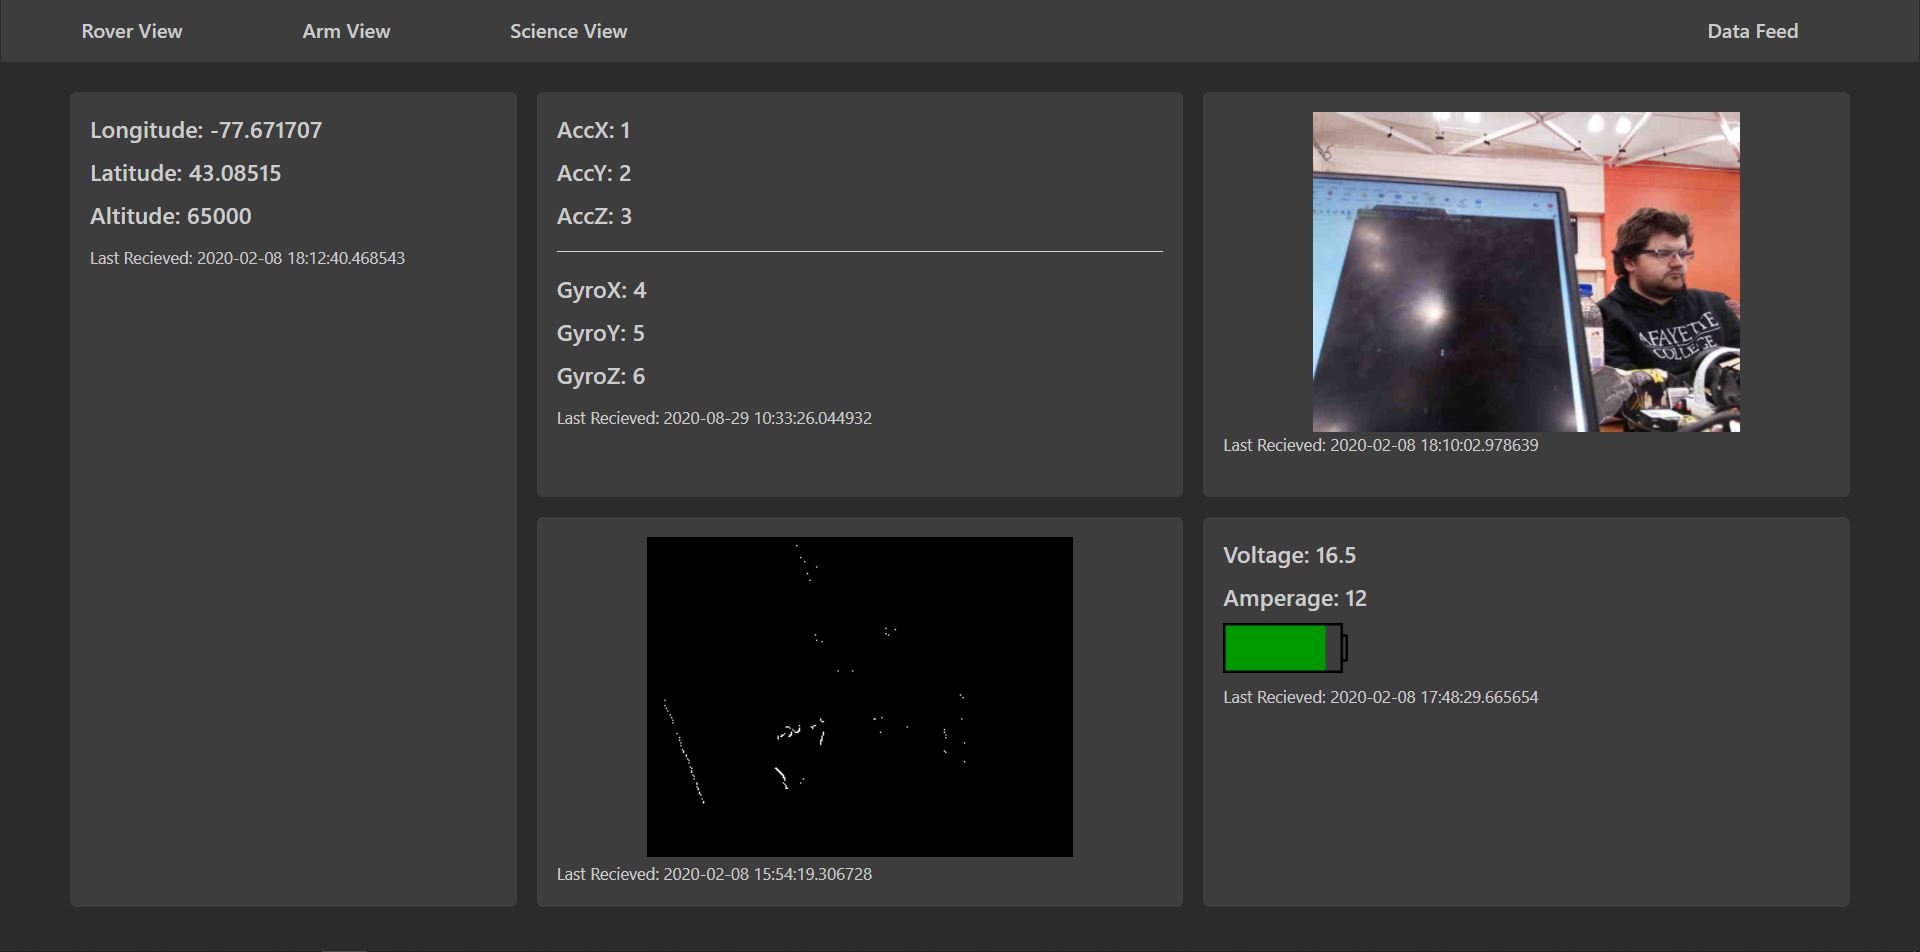 Rover View
Arm View
Science View
Data Feed
Longitude: -77.671707
Latitude: 43.08515
Altitude: 65000
Last Recieved: 2020-02-08 18:12:40.468543
AccX: 1
AccY: 2
AccZ: 3
GyroX: 4
GyroY: 5
GyroZ: 6
Last Recieved: 2020-08-29 10:33:26.044932
AFAYETTE
COLLEGE
Last Recieved: 2020-02-08 18:10:02.978639
Last Recieved: 2020-02-08 15:54:19.306728
Voltage: 16.5
Amperage: 12
Last Recieved: 2020-02-08 17:48:29.665654